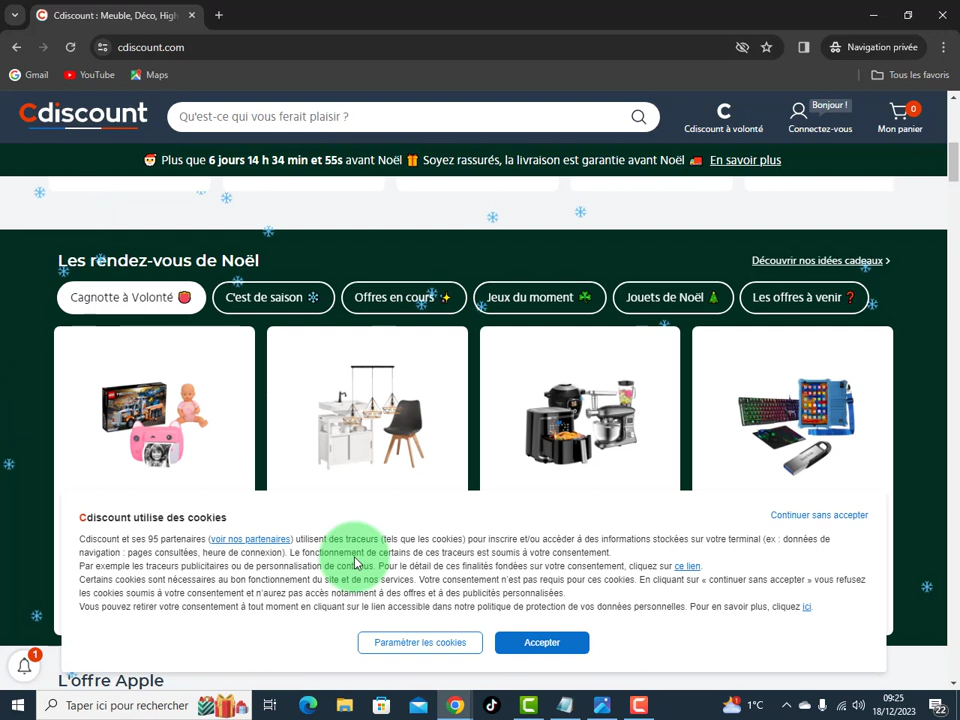 Cdiscount : Meuble, Déco, High
cdiscount.com
Navigation privée
Gmail
YouTube
Maps
Tous les favoris
Cdiscount
Qu'est-ce qui vous ferait plaisir ?
C
Cdiscount à volonté
Bonjour !
Connectez-vous
0
Mon panier
Plus que 6 jours 14 h 34 min et 55s avant Noël Soyez rassurés, la livraison est garantie avant Noël En savoir plus
Les rendez-vous de Noël
Découvrir nos idées cadeaux >
Cagnotte à Volonté
C'est de saison
Offres en cours
Jeux du moment
Jouets de Noël
Les offres à venir ?
Cdiscount utilise des cookies
Continuer sans accepter
Cdiscount et ses 95 partenaires (voir nos partenaires) utilisent des traceurs (tels que les cookies) pour inscrire et/ou accéder á des informations stockées sur votre terminal (ex : données de
navigation : pages consultées, heure de connexion). Le fonctionnement de certains de ces traceurs est soumis à votre consentement.
Par exemple les traceurs publicitaires ou de personnalisation de contenus. Pour le détail de ces finalités fondées sur votre consentement, cliquez sur ce lien.
Certains cookies sont nécessaires au bon fonctionnement du site et de nos services. Votre consentement n'est pas requis pour ces cookies. En cliquant sur « continuer sans accepter » vous refusez
les cookies soumis à votre consentement et n'aurez pas accès notamment à des offres et à des publicités personnalisées.
Vous pouvez retirer votre consentement à tout moment en cliquant sur le lien accessible dans notre politique de protection de vos données personnelles. Pour en savoir plus, cliquez ici.
Paramétrer les cookies
Accepter
1
L'offre Apple
Taper ici pour rechercher
1°C
09:25
18/12/2023
22